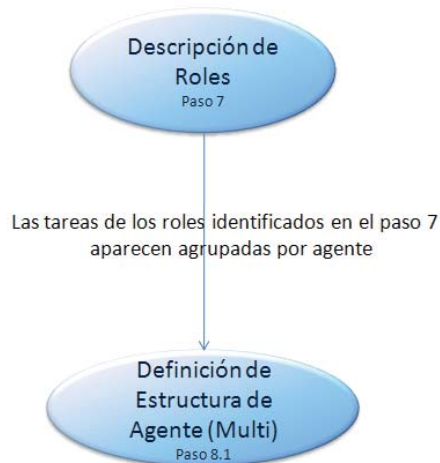 Descripción de
Roles
Paso 7
Las tareas de los roles identificados en el paso 7
aparecen agrupadas por agente
Definición de
Estructura de
Agente (Multi)
Paso 8.1